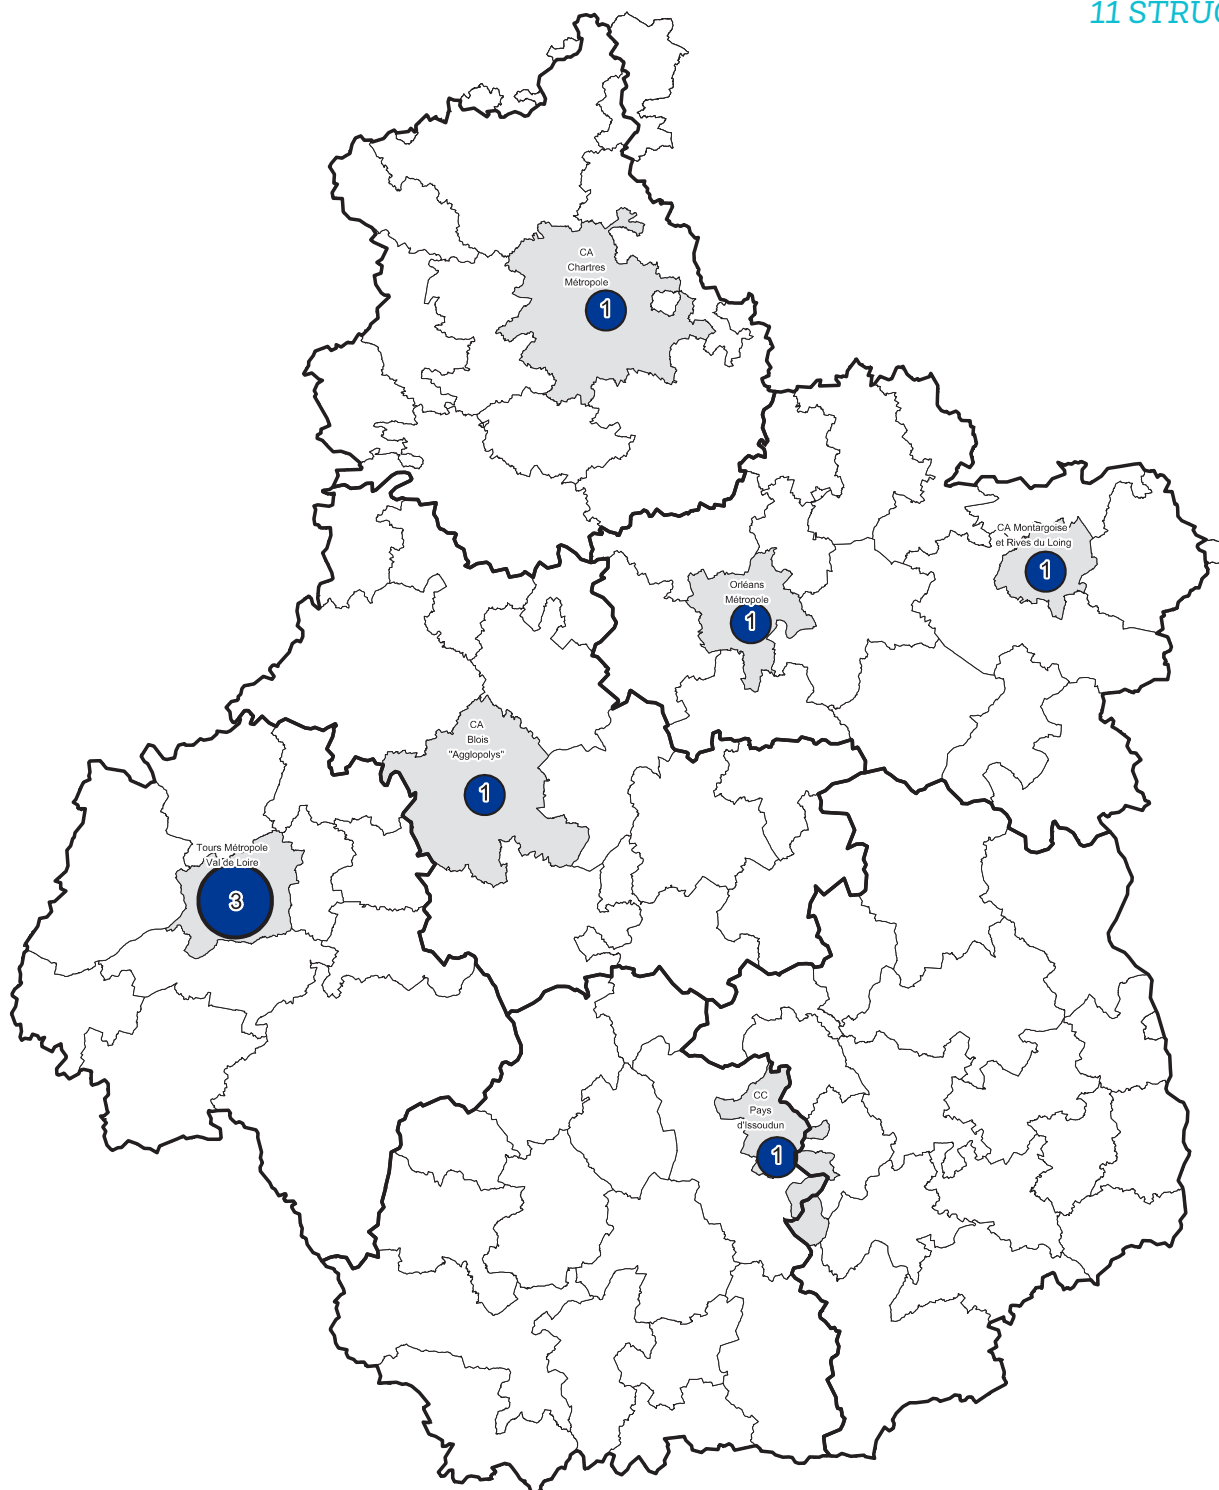 11 STRUC
CA
Chartres
Métropole
1
CA Montargoise
et Rives du Loing
1
Orléans
Métropole
1
CA
Blois
"Agglopolys"
1
Tours Métropole
Val de Loire
3
CC
Pays
d'Issoudun
1